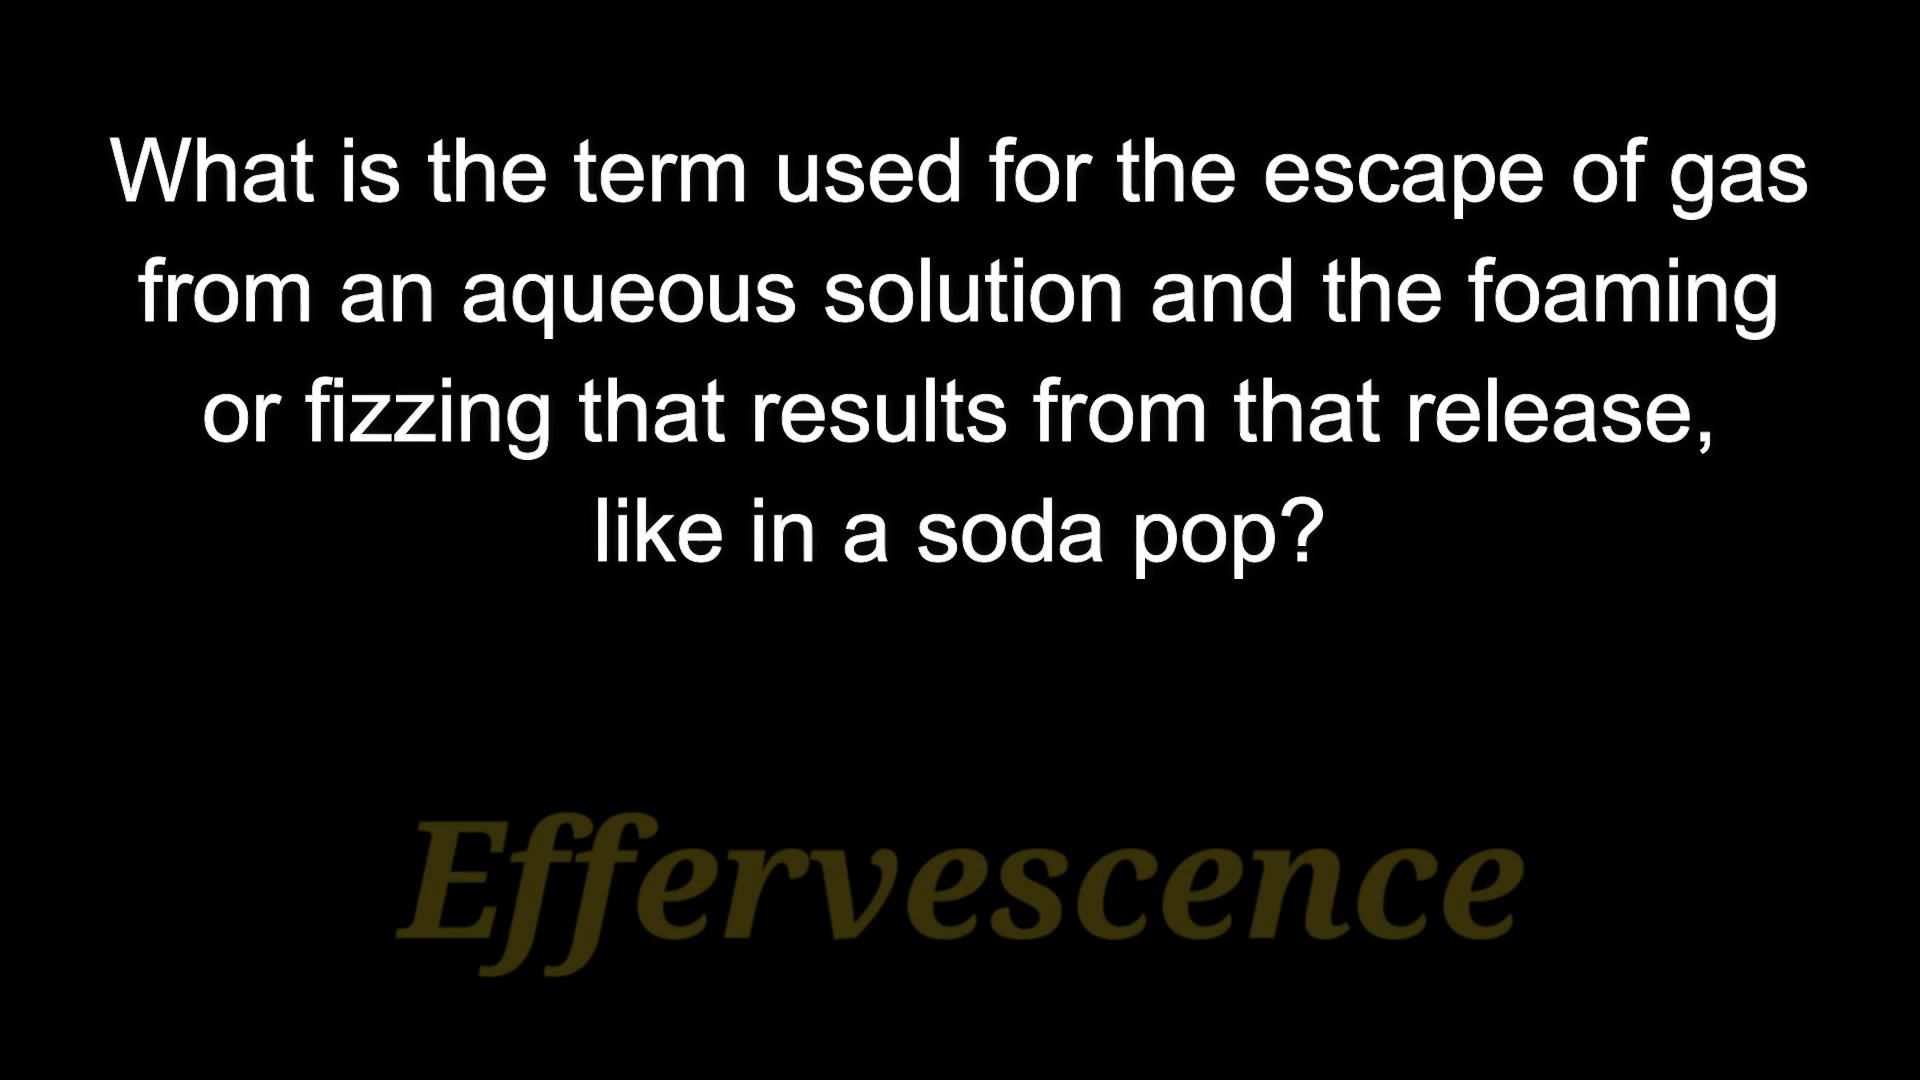 What is the term used for the escape of gas
from an aqueous solution and the foaming
or fizzing that results from that release,
like in a soda pop?
Effervescence